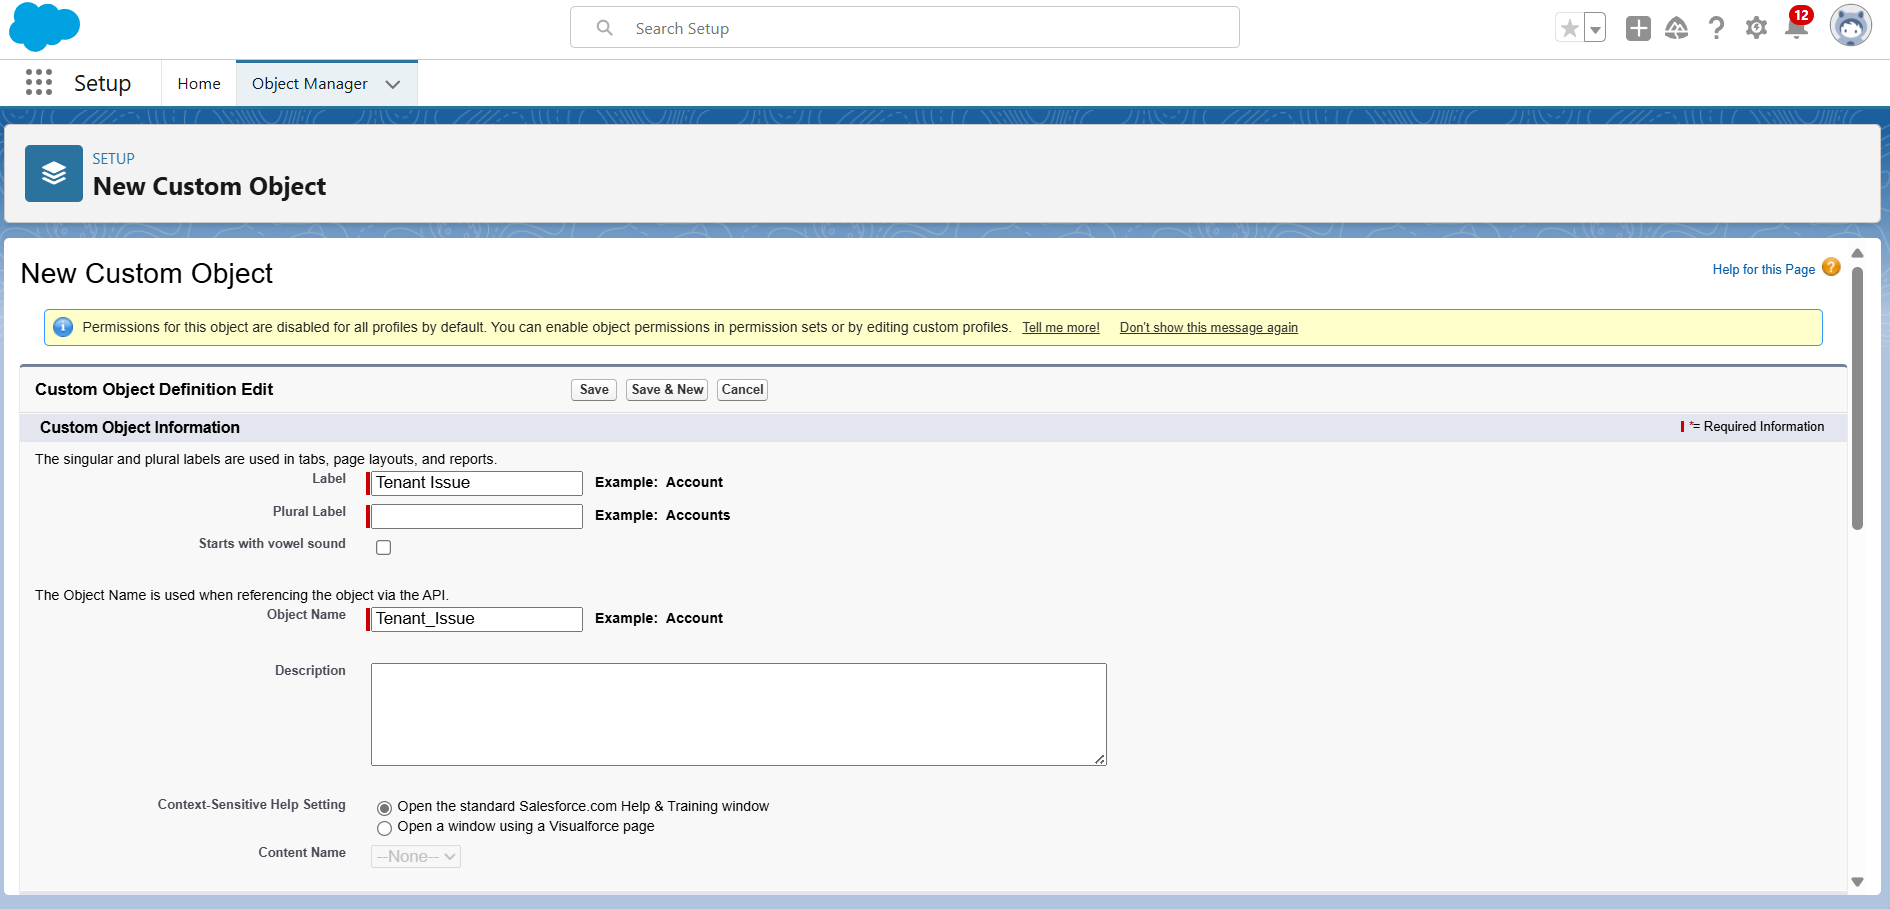 Search Setup
12
Setup
Home
Object Manager
SETUP
New Custom Object
New Custom Object
Help for this Page
?
i Permissions for this object are disabled for all profiles by default. You can enable object permissions in permission sets or by editing custom profiles. Tell me more! Don't show this message again
Custom Object Definition Edit
Save
Save & New
Cancel
Custom Object Information
*= Required Information
The singular and plural labels are used in tabs, page layouts, and reports.
Label Tenant Issue Example: Account
Plural Label Example: Accounts
Starts with vowel sound
The Object Name is used when referencing the object via the API.
Object Name Tenant_Issue Example: Account
Description
Context-Sensitive Help Setting Open the standard Salesforce.com Help & Training window
Open a window using a Visualforce page
Content Name --None--